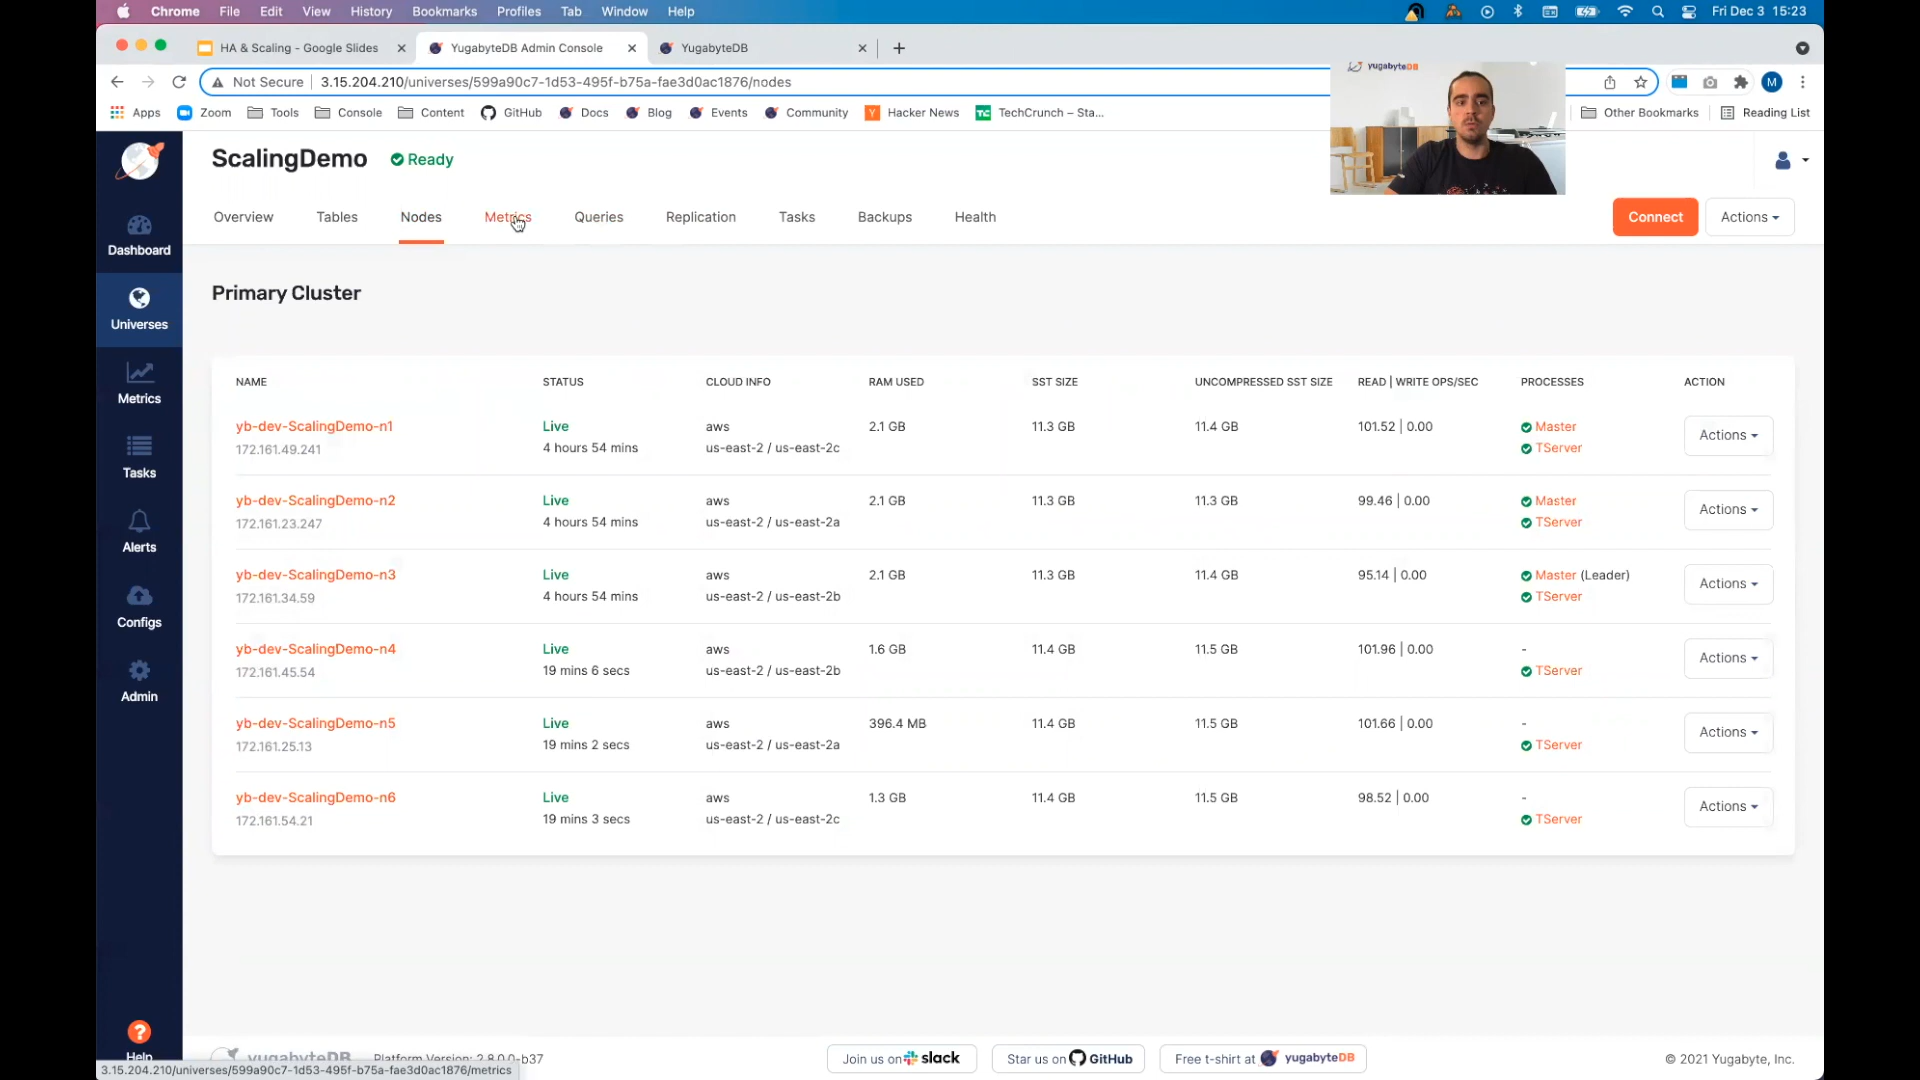 Chrome File Edit View History Bookmarks Profiles Tab Window Help Fri Dec 3 15:23
HA & Scaling - Google Slides YugabyteDB Admin Console YugabyteDB
Not Secure 3.15.204.210/universes/599a90c7-1d53-495f-b75a-fae3d0ac1876/nodes M
Apps Zoom Tools Console Content GitHub Docs Blog Events Community Hacker News TechCrunch – Sta... Other Bookmarks Reading List
yugabyteDB
ScalingDemo Ready
Overview Tables Nodes Metrics Queries Replication Tasks Backups Health Connect Actions
Dashboard
Universes
Metrics
Tasks
Alerts
Configs
Admin
Help
Primary Cluster
NAME STATUS CLOUD INFO RAM USED SST SIZE UNCOMPRESSED SST SIZE READ | WRITE OPS/SEC PROCESSES ACTION
yb-dev-ScalingDemo-n1 Live aws 2.1 GB 11.3 GB 11.4 GB 101.52 | 0.00 Master Actions
172.161.49.241 4 hours 54 mins us-east-2 / us-east-2c TServer
yb-dev-ScalingDemo-n2 Live aws 2.1 GB 11.3 GB 11.3 GB 99.46 | 0.00 Master Actions
172.161.23.247 4 hours 54 mins us-east-2 / us-east-2a TServer
yb-dev-ScalingDemo-n3 Live aws 2.1 GB 11.3 GB 11.4 GB 95.14 | 0.00 Master (Leader) Actions
172.161.34.59 4 hours 54 mins us-east-2 / us-east-2b TServer
yb-dev-ScalingDemo-n4 Live aws 1.6 GB 11.4 GB 11.5 GB 101.96 | 0.00 - Actions
172.161.45.54 19 mins 6 secs us-east-2 / us-east-2b TServer
yb-dev-ScalingDemo-n5 Live aws 396.4 MB 11.4 GB 11.5 GB 101.66 | 0.00 - Actions
172.161.25.13 19 mins 2 secs us-east-2 / us-east-2a TServer
yb-dev-ScalingDemo-n6 Live aws 1.3 GB 11.4 GB 11.5 GB 98.52 | 0.00 - Actions
172.161.54.21 19 mins 3 secs us-east-2 / us-east-2c TServer
yugabyteDB Platform Version: 2.8.0.0-b37 Join us on slack Star us on GitHub Free t-shirt at yugabyteDB © 2021 Yugabyte, Inc.
3.15.204.210/universes/599a90c7-1d53-495f-b75a-fae3d0ac1876/metrics